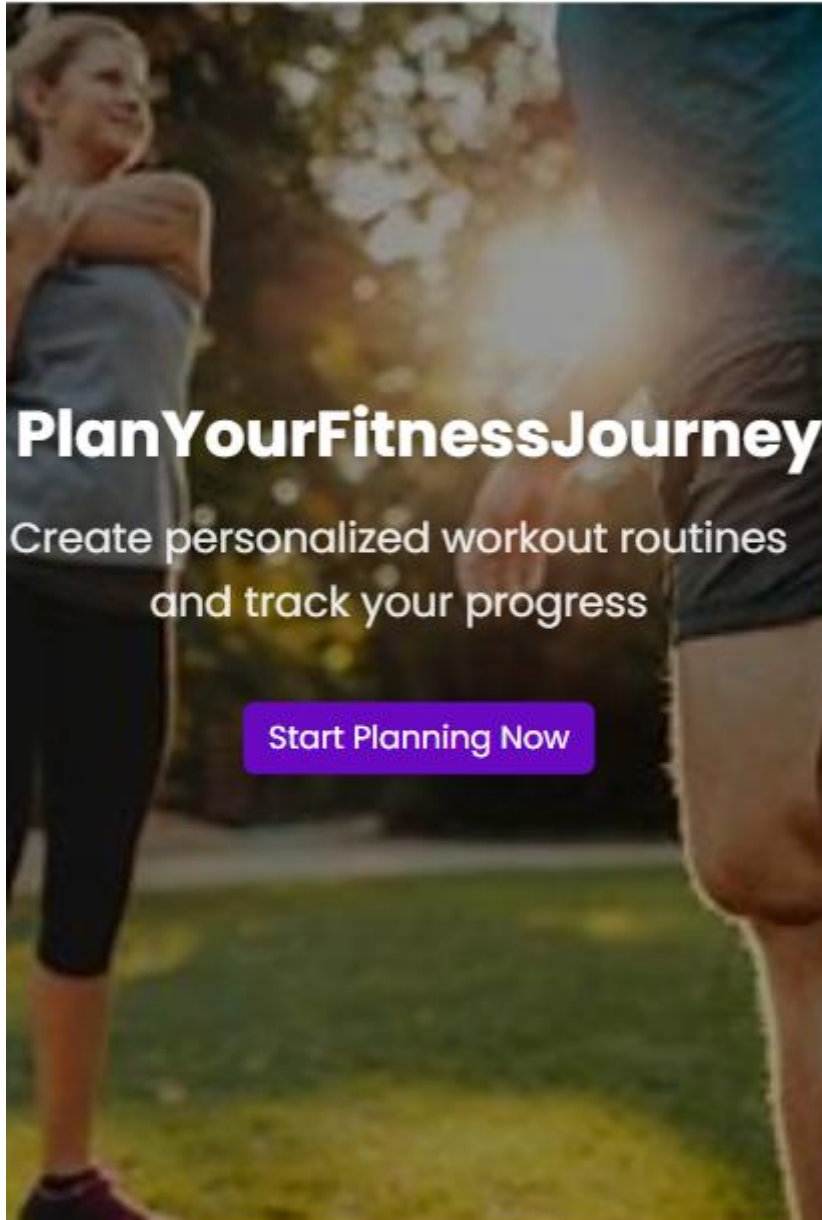 PlanYourFitnessJourney
Create personalized workout routines
and track your progress
Start Planning Now